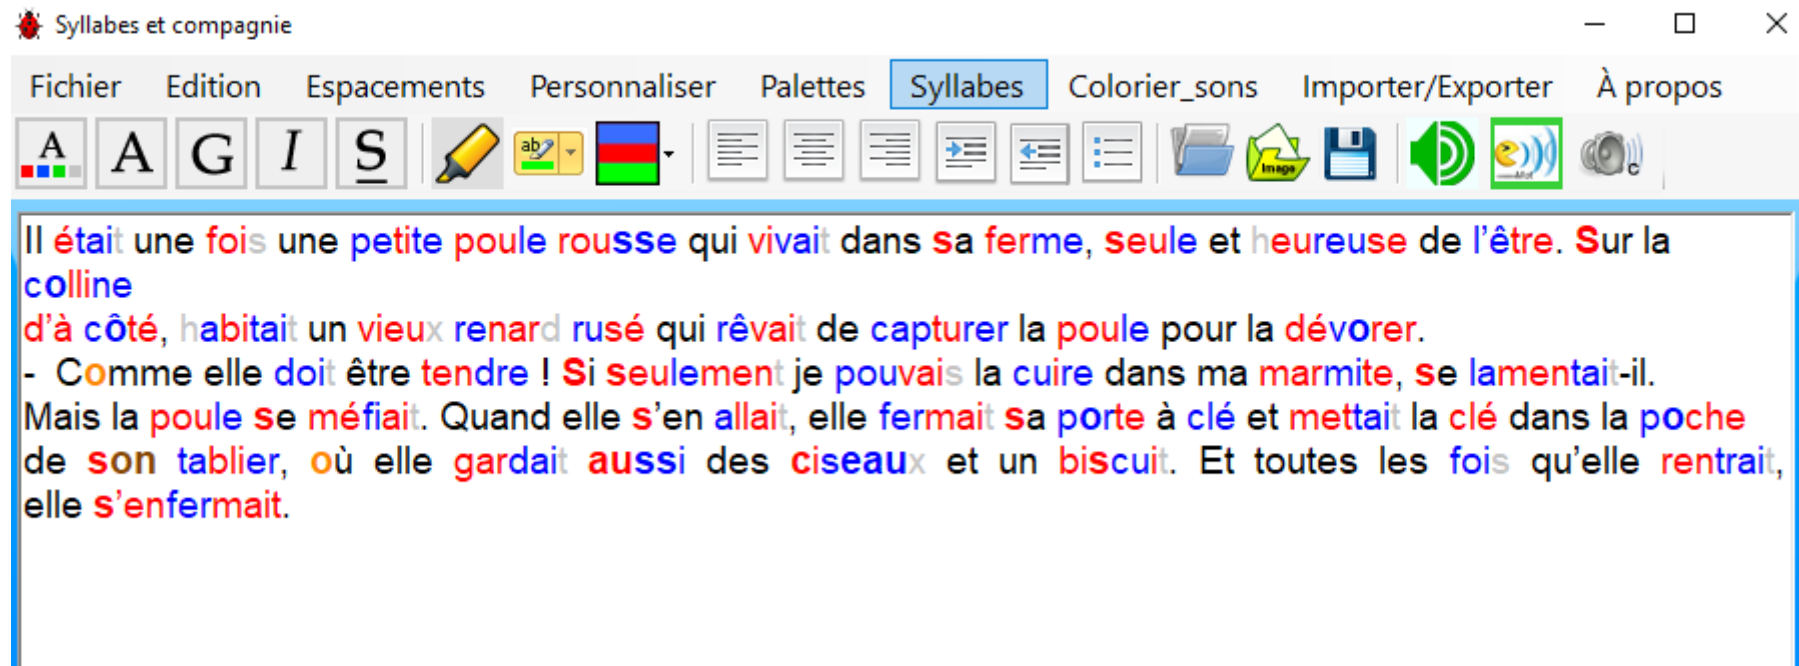 Syllabes et compagnie
Fichier Edition Espacements Personnaliser Palettes Syllabes Colorier_sons Importer/Exporter À propos
A A G I S ab Image Mot c
Il était une fois une petite poule rousse qui vivait dans sa ferme, seule et heureuse de l'être. Sur la
colline
d'à côté, habitait un vieux renard rusé qui rêvait de capturer la poule pour la dévorer.
- Comme elle doit être tendre ! Si seulement je pouvais la cuire dans ma marmite, se lamentait-il.
Mais la poule se méfiait. Quand elle s'en allait, elle fermait sa porte à clé et mettait la clé dans la poche
de son tablier, où elle gardait aussi des ciseaux et un biscuit. Et toutes les fois qu'elle rentrait,
elle s'enfermait.